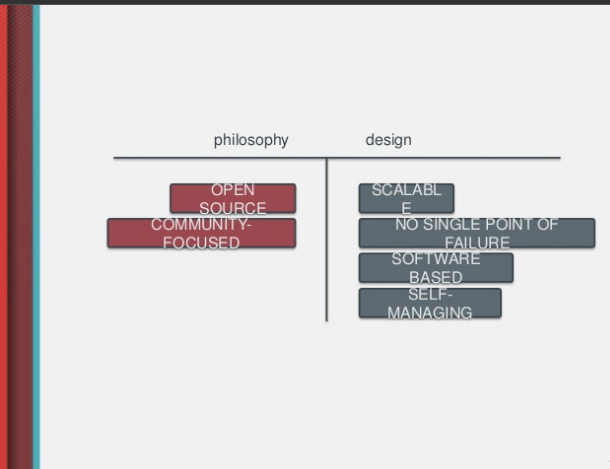 philosophy
design
OPEN
SOURCE
COMMUNITY-
FOCUSED
SCALABL
E
NO SINGLE POINT OF
FAILURE
SOFTWARE
BASED
SELF-
MANAGING